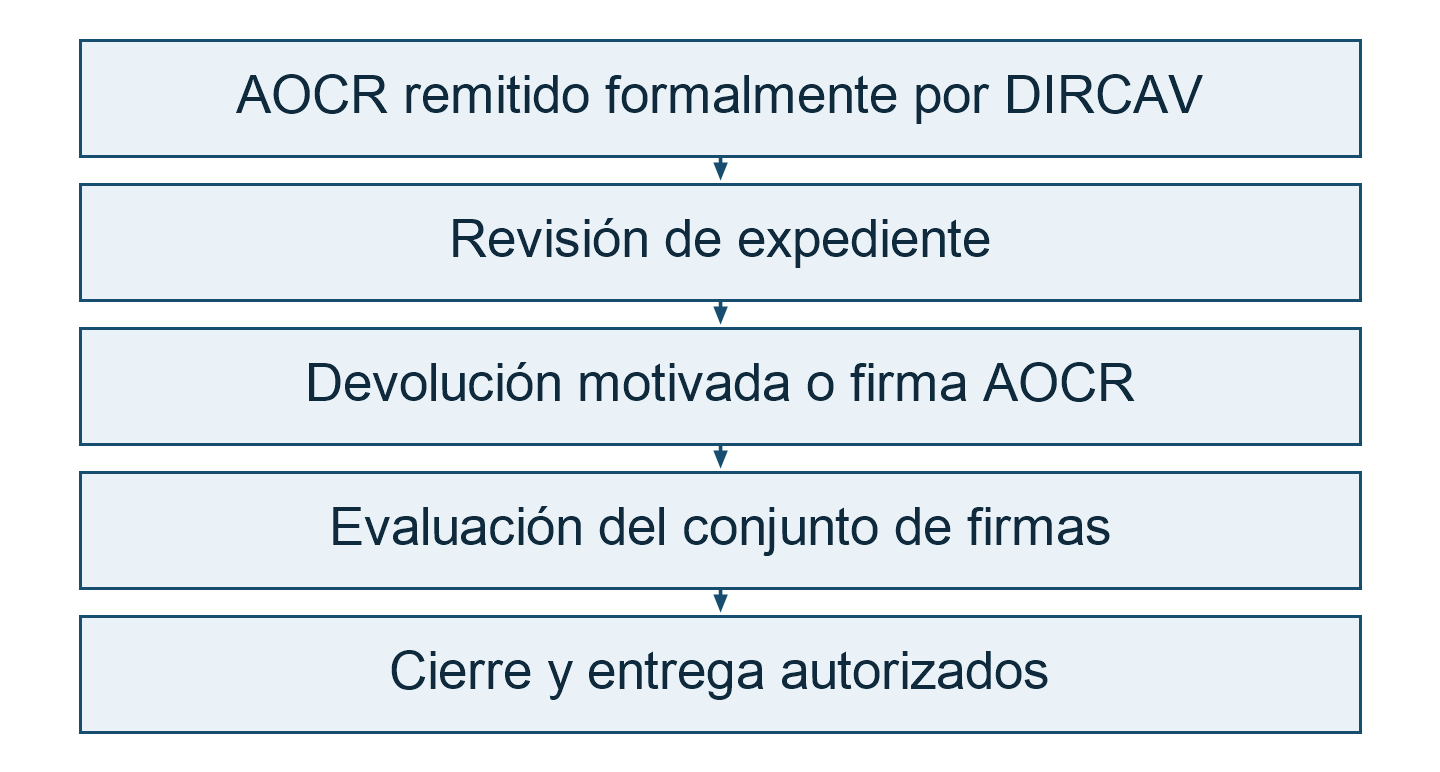 AOCR remitido formalmente por DIRCAV
Revisión de expediente
Devolución motivada o firma AOCR
Evaluación del conjunto de firmas
Cierre y entrega autorizados